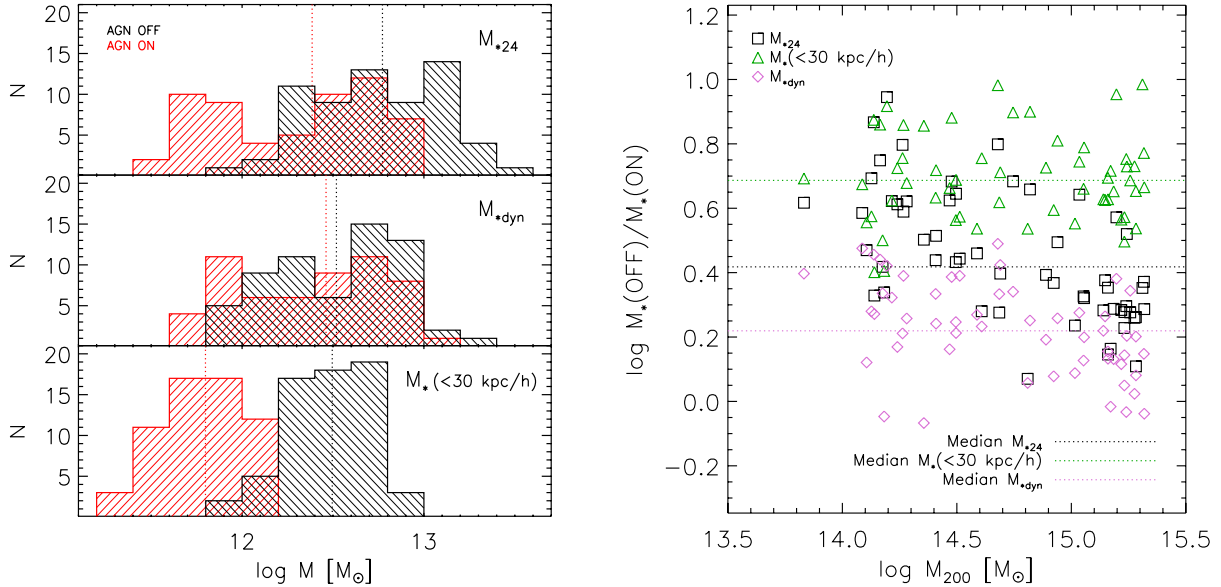 AGN OFF
AGN ON
M*24
20
15
10
5
N
M*dyn
20
15
10
5
N
M*(<30 kpc/h)
20
15
10
5
N
12 13
log M [M⊙]
M*24
M*(<30 kpc/h)
M*dyn
1.2
1.0
0.8
0.6
0.4
0.2
0.0
−0.2
log M*(OFF)/M*(ON)
Median M*24
Median M*(<30 kpc/h)
Median M*dyn
13.5 14.0 14.5 15.0 15.5
log M200 [M⊙]